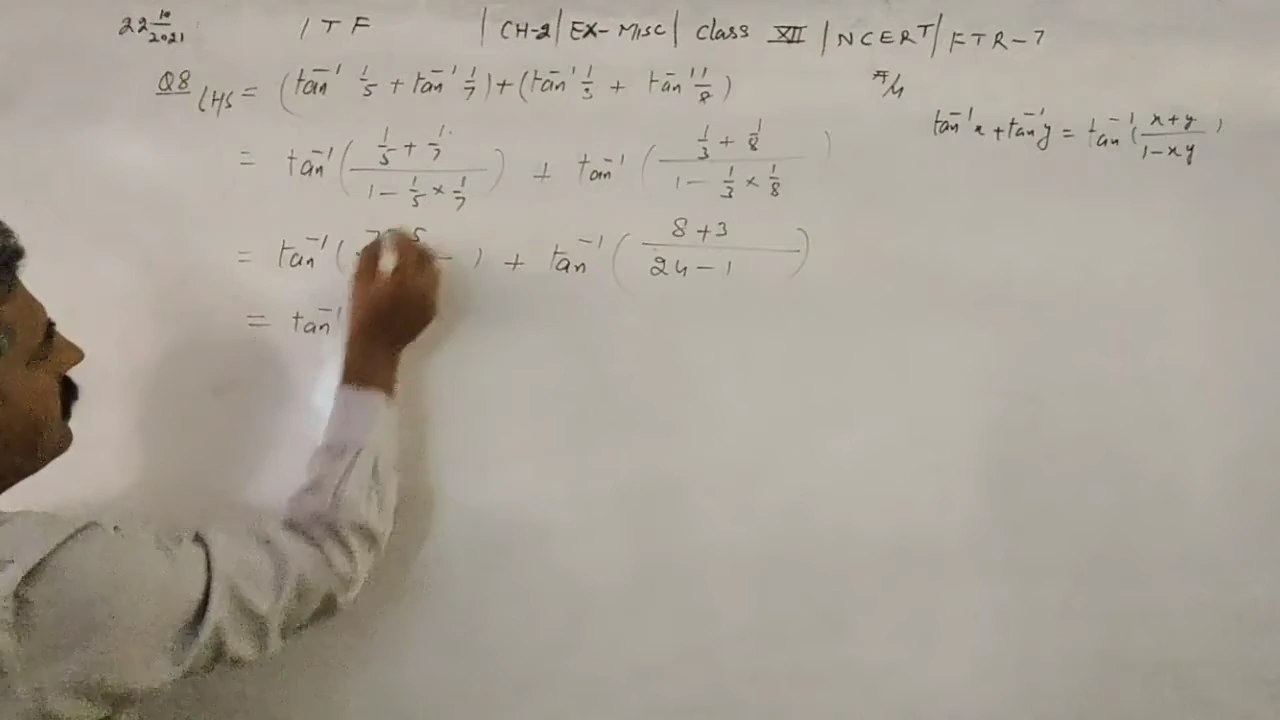 22 10/2021 ITF | CH-2 | EX-MISC | Class XII | NCERT | FTR-7
Q8 LHS = (tan⁻¹ 1/5 + tan⁻¹ 1/7) + (tan⁻¹ 1/3 + tan⁻¹ 1/8) π/4
tan⁻¹x + tan⁻¹y = tan⁻¹((x+y)/(1-xy))
= tan⁻¹((1/5 + 1/7)/(1 - 1/5 × 1/7)) + tan⁻¹((1/3 + 1/8)/(1 - 1/3 × 1/8))
= tan⁻¹(7 5) + tan⁻¹((8+3)/(24-1))
= tan⁻¹